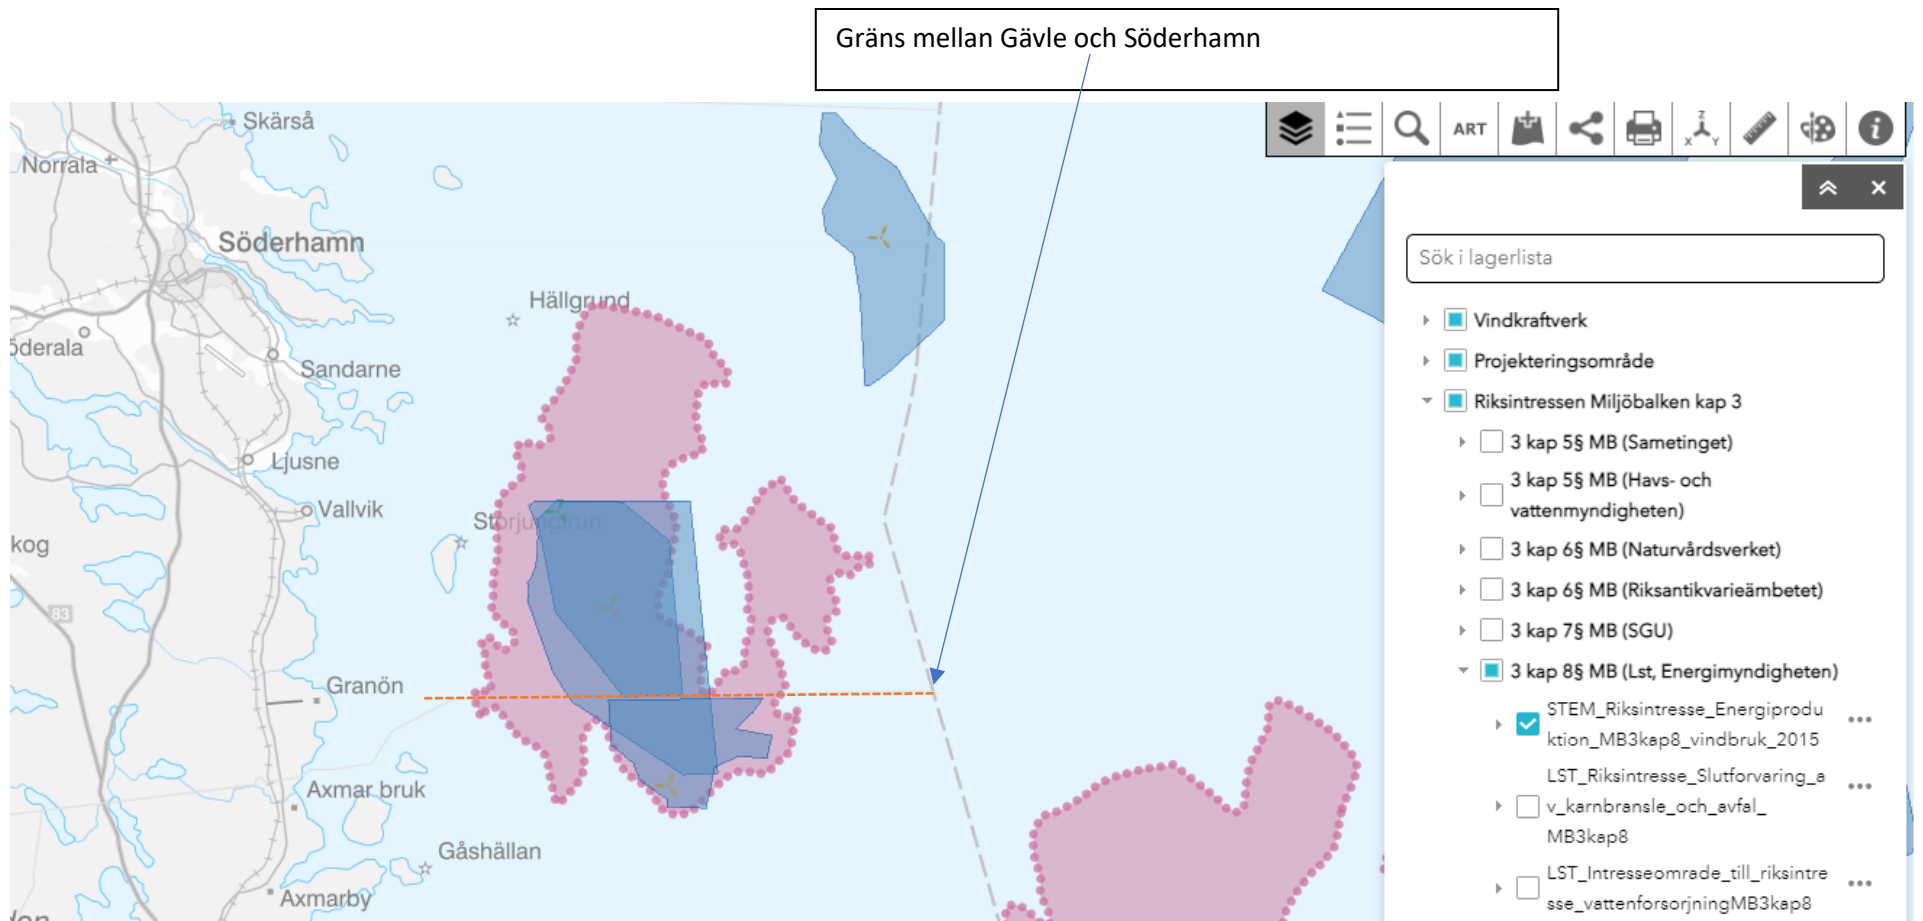 Gräns mellan Gävle och Söderhamn
Skärså
Norrala
Söderhamn
öderala
Sandarne
Hällgrund
Ljusne
Vallvik
Storjungfrun
kog
83
Granön
Axmar bruk
Gåshällan
Axmarby
ART
Z
X
Y
Sök i lagerlista
Vindkraftverk
Projekteringsområde
Riksintressen Miljöbalken kap 3
3 kap 5§ MB (Sametinget)
3 kap 5§ MB (Havs- och
vattenmyndigheten)
3 kap 6§ MB (Naturvårdsverket)
3 kap 6§ MB (Riksantikvarieämbetet)
3 kap 7§ MB (SGU)
3 kap 8§ MB (Lst, Energimyndigheten)
STEM_Riksintresse_Energiprodu
ktion_MB3kap8_vindbruk_2015
LST_Riksintresse_Slutforvaring_a
v_karnbransle_och_avfal_
MB3kap8
LST_Intresseomrade_till_riksintre
sse_vattenforsorjningMB3kap8